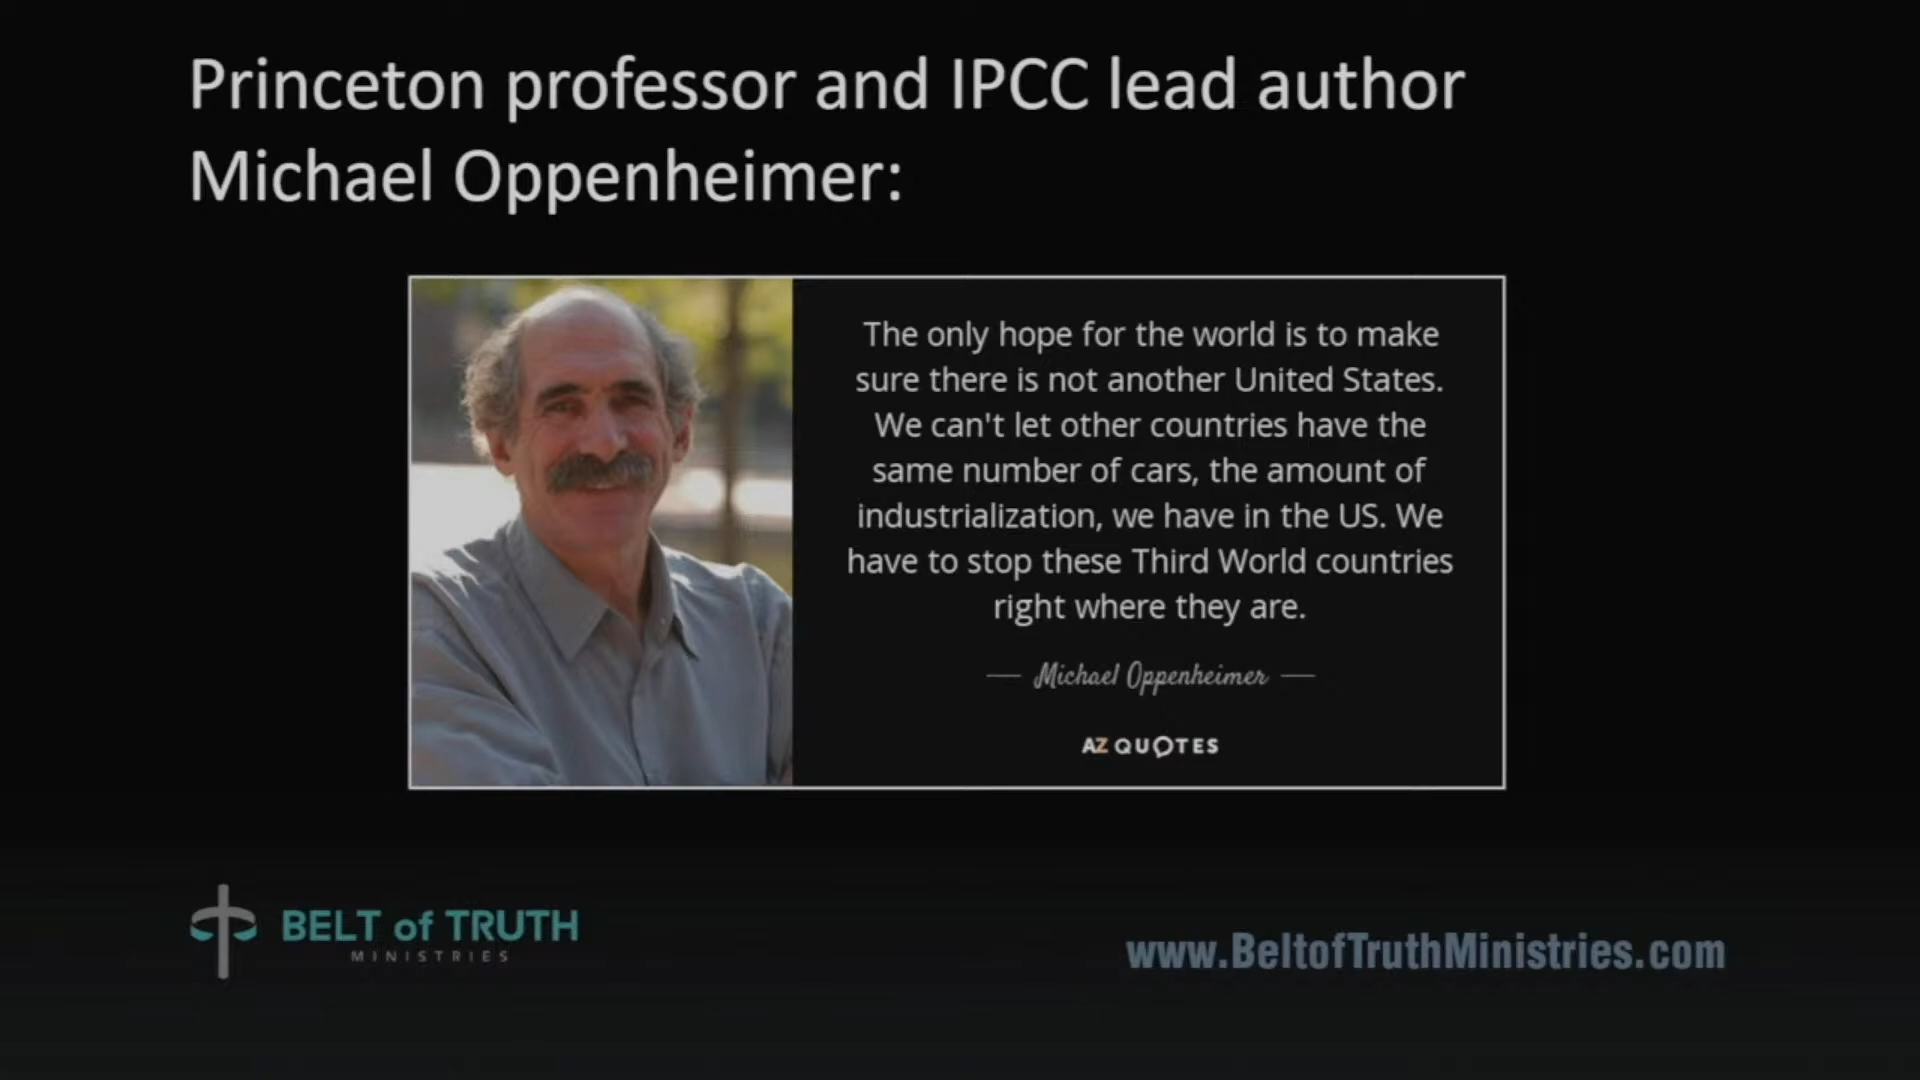 Princeton professor and IPCC lead author
Michael Oppenheimer:
The only hope for the world is to make
sure there is not another United States.
We can't let other countries have the
same number of cars, the amount of
industrialization, we have in the US. We
have to stop these Third World countries
right where they are.
Michael Oppenheimer
AZ QUOTES
BELT of TRUTH
MINISTRIES
www.BeltofTruthMinistries.com